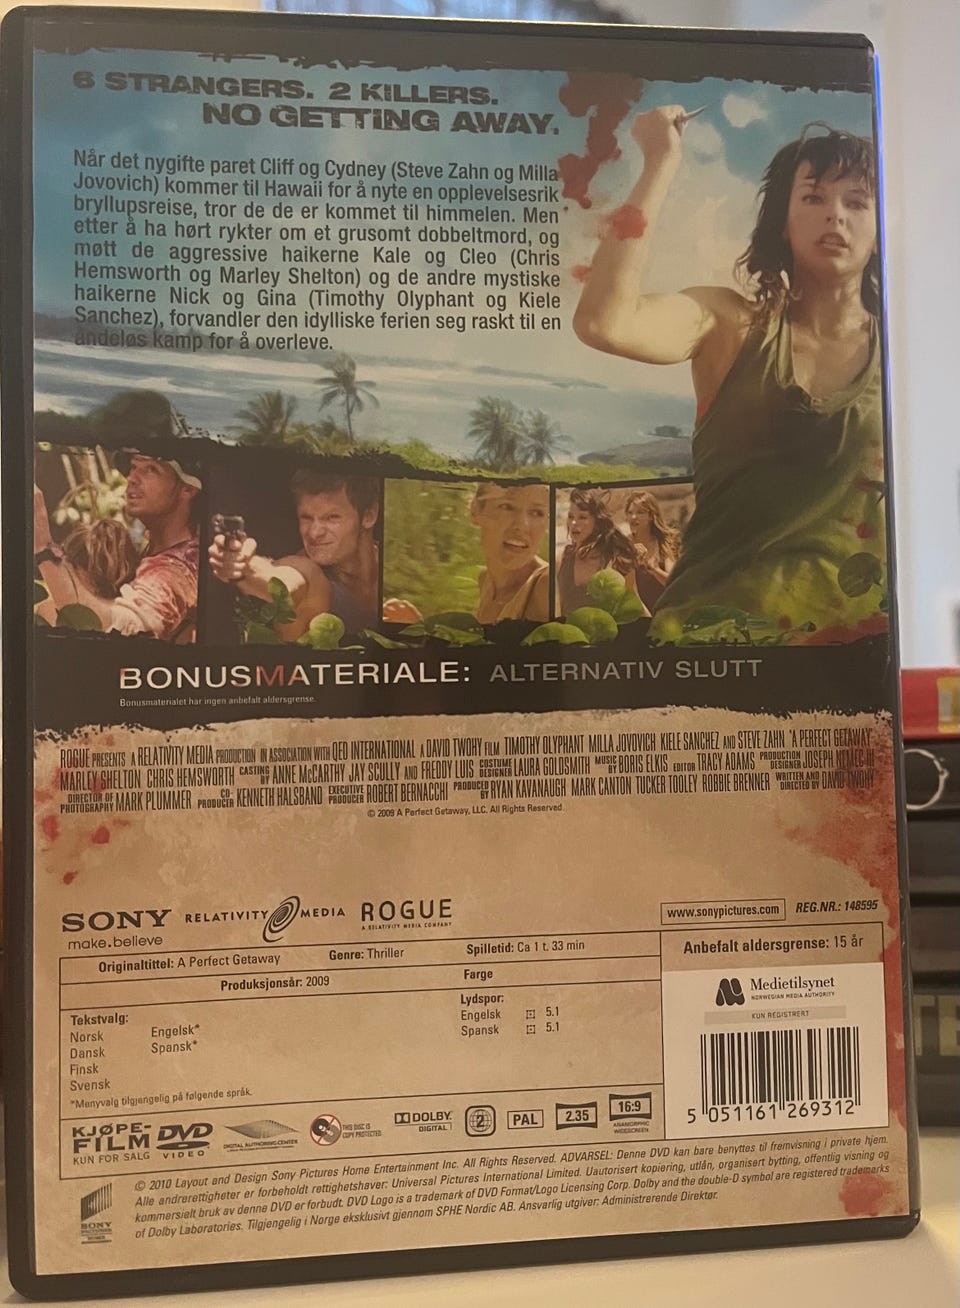 6 STRANGERS. 2 KILLERS.
NO GETTING AWAY.
Når det nygifte paret Cliff og Cydney (Steve Zahn og Milla
Jovovich) kommer til Hawaii for å nyte en opplevelsesrik
bryllupsreise, tror de de er kommet til himmelen. Men
etter å ha hørt rykter om et grusomt dobbeltmord, og
møtt de aggressive haikerne Kale og Cleo (Chris
Hemsworth og Marley Shelton) og de andre mystiske
haikerne Nick og Gina (Timothy Olyphant og Kiele
Sanchez), forvandler den idylliske ferien seg raskt til en
åndeløs kamp for å overleve.
BONUSMATERIALE: ALTERNATIV SLUTT
Bonusmaterialet har ingen anbefalt aldersgrense.
ROGUE PRESENTS A RELATIVITY MEDIA PRODUCTION IN ASSOCIATION WITH QED INTERNATIONAL A DAVID TWOHY FILM TIMOTHY OLYPHANT MILLA JOVOVICH KIELE SANCHEZ AND STEVE ZAHN "A PERFECT GETAWAY"
MARLEY SHELTON CHRIS HEMSWORTH CASTING BY ANNE McCARTHY JAY SCULLY AND FREDDY LUIS COSTUME DESIGNER LAURA GOLDSMITH MUSIC BY BORIS ELKIS EDITOR TRACY ADAMS PRODUCTION DESIGNER JOSEPH NEMEC III
DIRECTOR OF PHOTOGRAPHY MARK PLUMMER CO-PRODUCER KENNETH HALSBAND EXECUTIVE PRODUCER ROBERT BERNACCHI PRODUCED BY RYAN KAVANAUGH MARK CANTON TUCKER TOOLEY ROBBIE BRENNER WRITTEN AND DIRECTED BY DAVID TWOHY
© 2009 A Perfect Getaway, LLC. All Rights Reserved
SONY
make.believe
RELATIVITY MEDIA
ROGUE
A RELATIVITY MEDIA COMPANY
www.sonypictures.com
REG.NR.: 148595
Originaltittel: A Perfect Getaway Genre: Thriller Spilletid: Ca 1 t. 33 min
Produksjonsår: 2009 Farge
Tekstvalg:
Norsk Engelsk*
Dansk Spansk*
Finsk
Svensk
*Menyvalg tilgjengelig på følgende språk.
Lydspor:
Engelsk 5.1
Spansk 5.1
Anbefalt aldersgrense: 15 år
Medietilsynet
NORWEGIAN MEDIA AUTHORITY
KUN REGISTRERT
5 051161 269312
KJØPE-
FILM
KUN FOR SALG
DVD
VIDEO
DIGITAL AUTHORING CENTER
THIS DISC IS
COPY PROTECTED
DOLBY
DIGITAL
2
PAL
2.35
16:9
ANAMORPHIC
WIDESCREEN
SONY
PICTURES
© 2010 Layout and Design Sony Pictures Home Entertainment Inc. All Rights Reserved. ADVARSEL: Denne DVD kan bare benyttes til fremvisning i private hjem.
Alle andrerettigheter er forbeholdt rettighetshaver: Universal Pictures International Limited. Uautorisert kopiering, utlån, organisert bytting, offentlig visning og
kommersielt bruk av denne DVD er forbudt. DVD Logo is a trademark of DVD Format/Logo Licensing Corp. Dolby and the double-D symbol are registered trademarks
of Dolby Laboratories. Tilgjengelig i Norge eksklusivt gjennom SPHE Nordic AB. Ansvarlig utgiver: Administrerende Direktør.